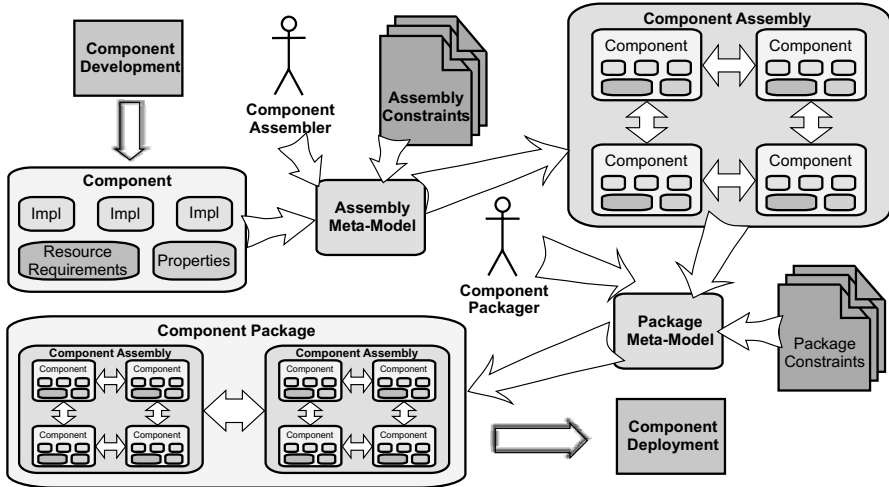 Component
Development
Component
Assembler
Assembly
Constraints
Component Assembly
Component
Component
Component
Component
Component
Impl
Impl
Impl
Resource
Requirements
Properties
Assembly
Meta-Model
Component
Packager
Package
Meta-Model
Package
Constraints
Component Package
Component Assembly
Component
Component
Component
Component
Component Assembly
Component
Component
Component
Component
Component
Deployment